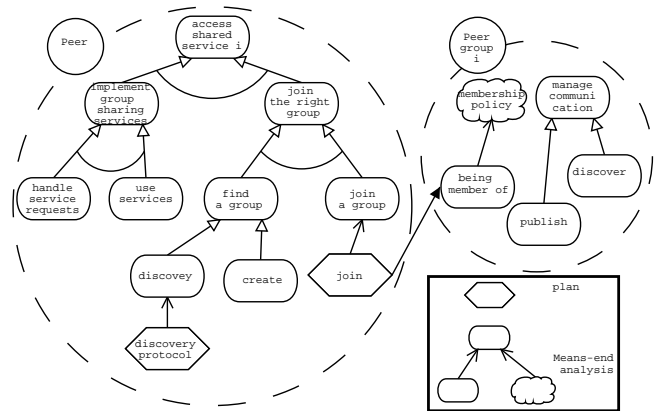 Peer
access
shared
service i
Implement
group
sharing
services
join
the right
group
handle
service
requests
use
services
find
a group
join
a group
discovey
create
join
discovery
protocol
Peer
group
i
membership
policy
manage
communi
cation
being
member of
discover
publish
plan
Means-end
analysis